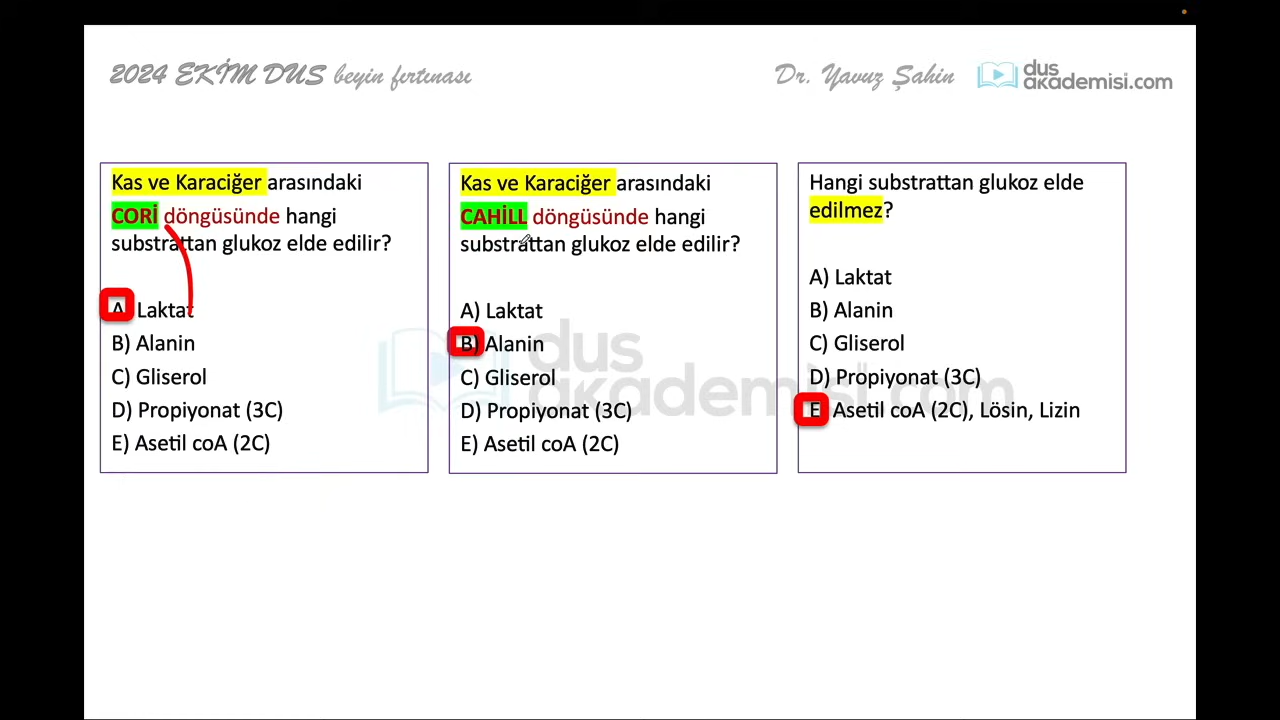 2024 EKİM DUS beyin fırtınası
Dr. Yavuz Şahin
dus
akademisi.com
Kas ve Karaciğer arasındaki
CORİ döngüsünde hangi
substrattan glukoz elde edilir?
A) Laktat
B) Alanin
C) Gliserol
D) Propiyonat (3C)
E) Asetil coA (2C)
Kas ve Karaciğer arasındaki
CAHİLL döngüsünde hangi
substrattan glukoz elde edilir?
A) Laktat
B) Alanin
C) Gliserol
D) Propiyonat (3C)
E) Asetil coA (2C)
Hangi substrattan glukoz elde
edilmez?
A) Laktat
B) Alanin
C) Gliserol
D) Propiyonat (3C)
E) Asetil coA (2C), Lösin, Lizin
dus
akademisi.com